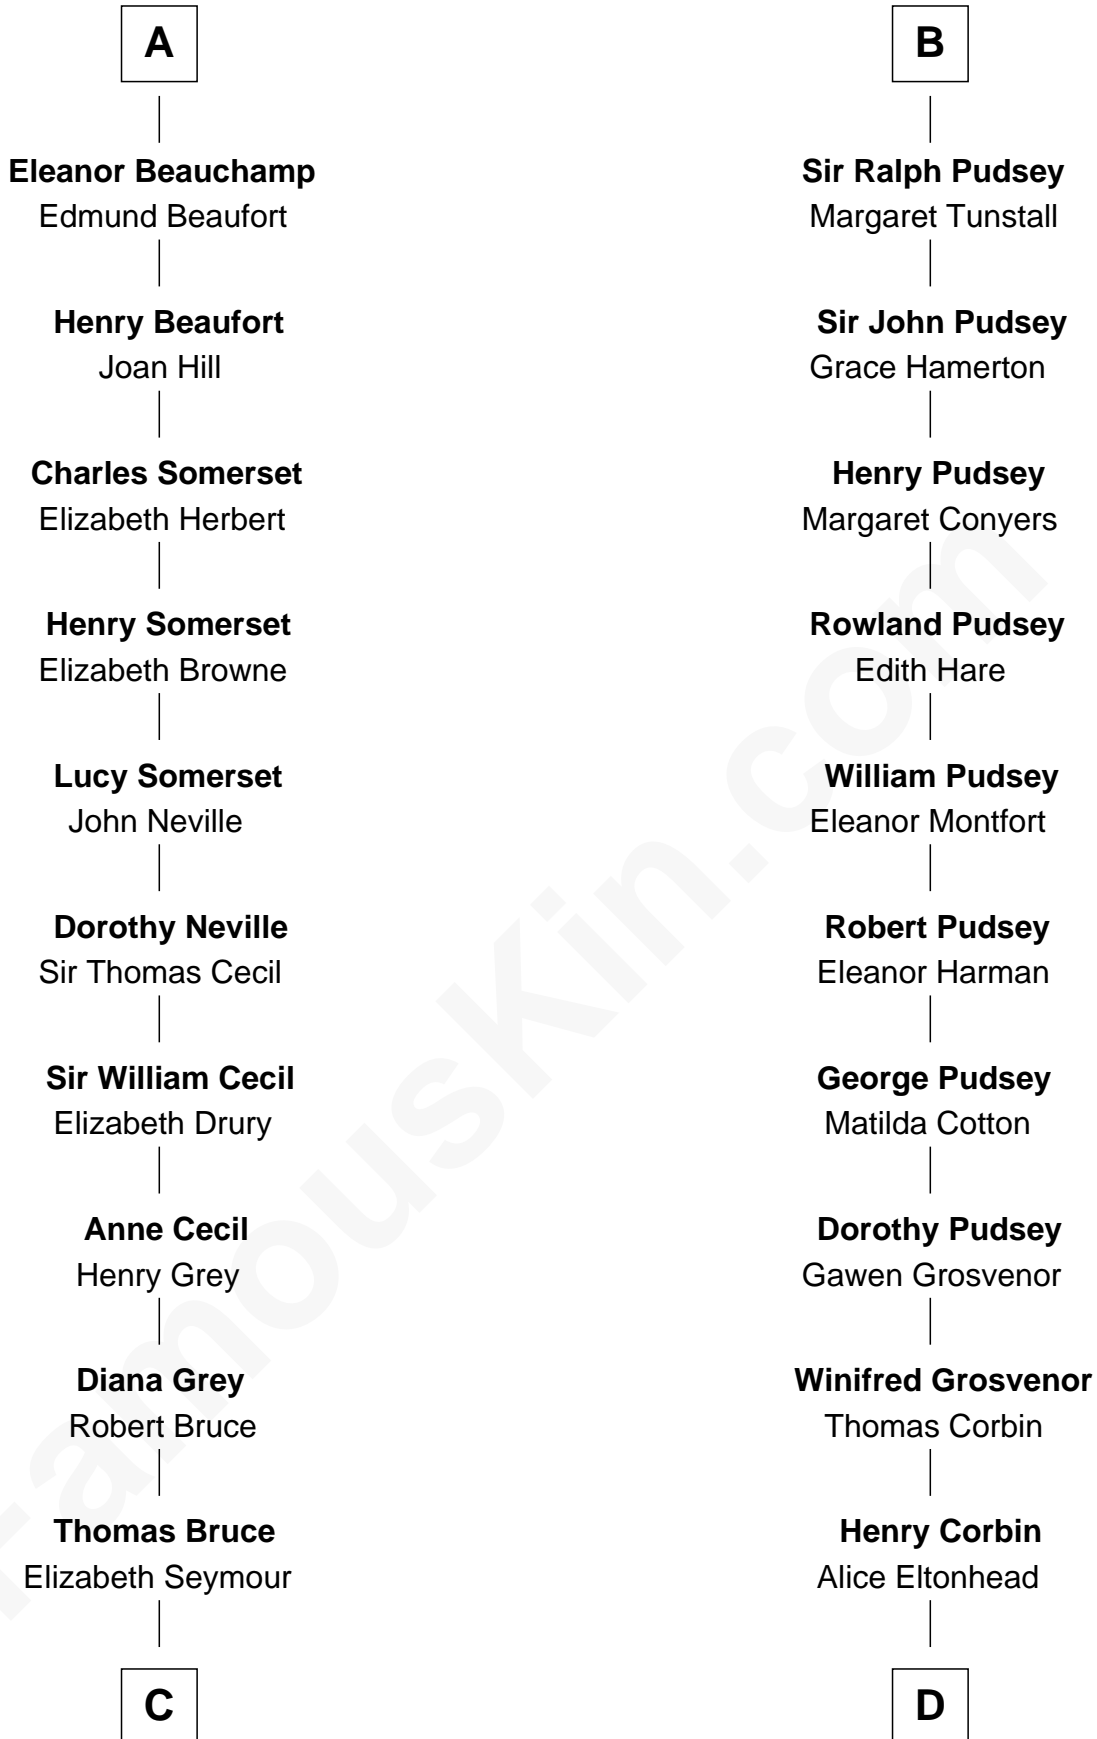 A
Eleanor Beauchamp
Edmund Beaufort
Henry Beaufort
Joan Hill
Charles Somerset
Elizabeth Herbert
Henry Somerset
Elizabeth Browne
Lucy Somerset
John Neville
Dorothy Neville
Sir Thomas Cecil
Sir William Cecil
Elizabeth Drury
Anne Cecil
Henry Grey
Diana Grey
Robert Bruce
Thomas Bruce
Elizabeth Seymour
C
B
Sir Ralph Pudsey
Margaret Tunstall
Sir John Pudsey
Grace Hamerton
Henry Pudsey
Margaret Conyers
Rowland Pudsey
Edith Hare
William Pudsey
Eleanor Montfort
Robert Pudsey
Eleanor Harman
George Pudsey
Matilda Cotton
Dorothy Pudsey
Gawen Grosvenor
Winifred Grosvenor
Thomas Corbin
Henry Corbin
Alice Eltonhead
D
FamousKin.com